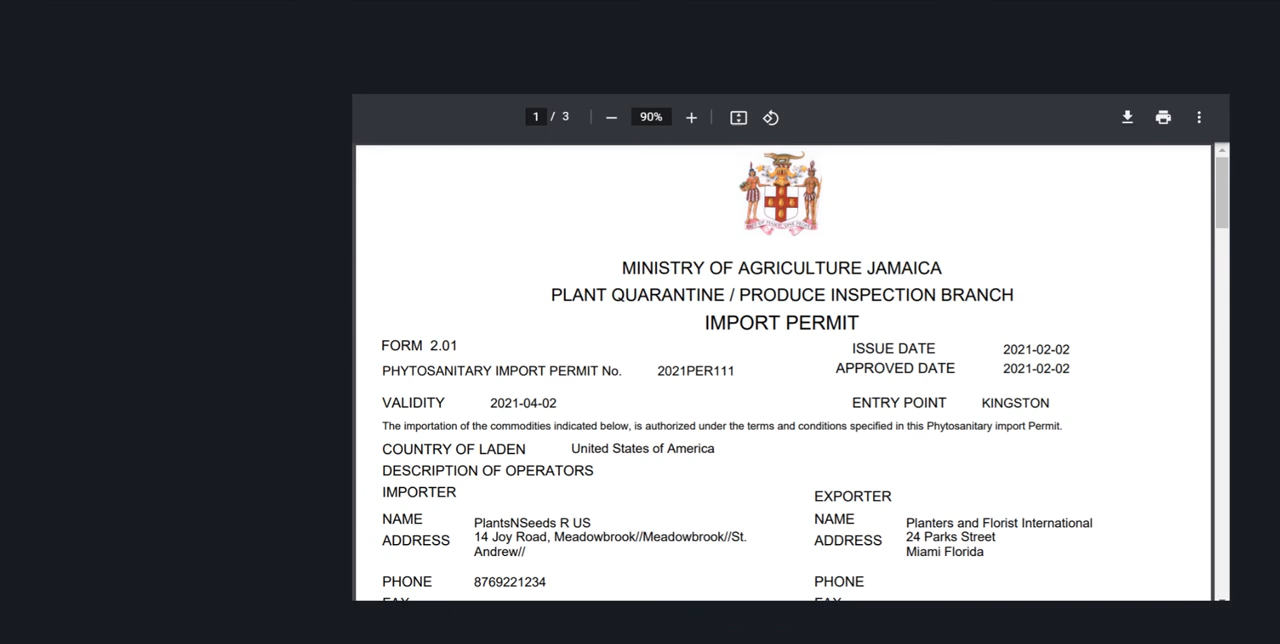 1 / 3 90%
MINISTRY OF AGRICULTURE JAMAICA
PLANT QUARANTINE / PRODUCE INSPECTION BRANCH
IMPORT PERMIT
FORM 2.01
ISSUE DATE 2021-02-02
PHYTOSANITARY IMPORT PERMIT No. 2021PER111
APPROVED DATE 2021-02-02
VALIDITY 2021-04-02
ENTRY POINT KINGSTON
The importation of the commodities indicated below, is authorized under the terms and conditions specified in this Phytosanitary import Permit.
COUNTRY OF LADEN United States of America
DESCRIPTION OF OPERATORS
IMPORTER
NAME PlantsNSeeds R US
ADDRESS 14 Joy Road, Meadowbrook//Meadowbrook//St.
Andrew//
PHONE 8769221234
FAX
EXPORTER
NAME Planters and Florist International
ADDRESS 24 Parks Street
Miami Florida
PHONE
FAX